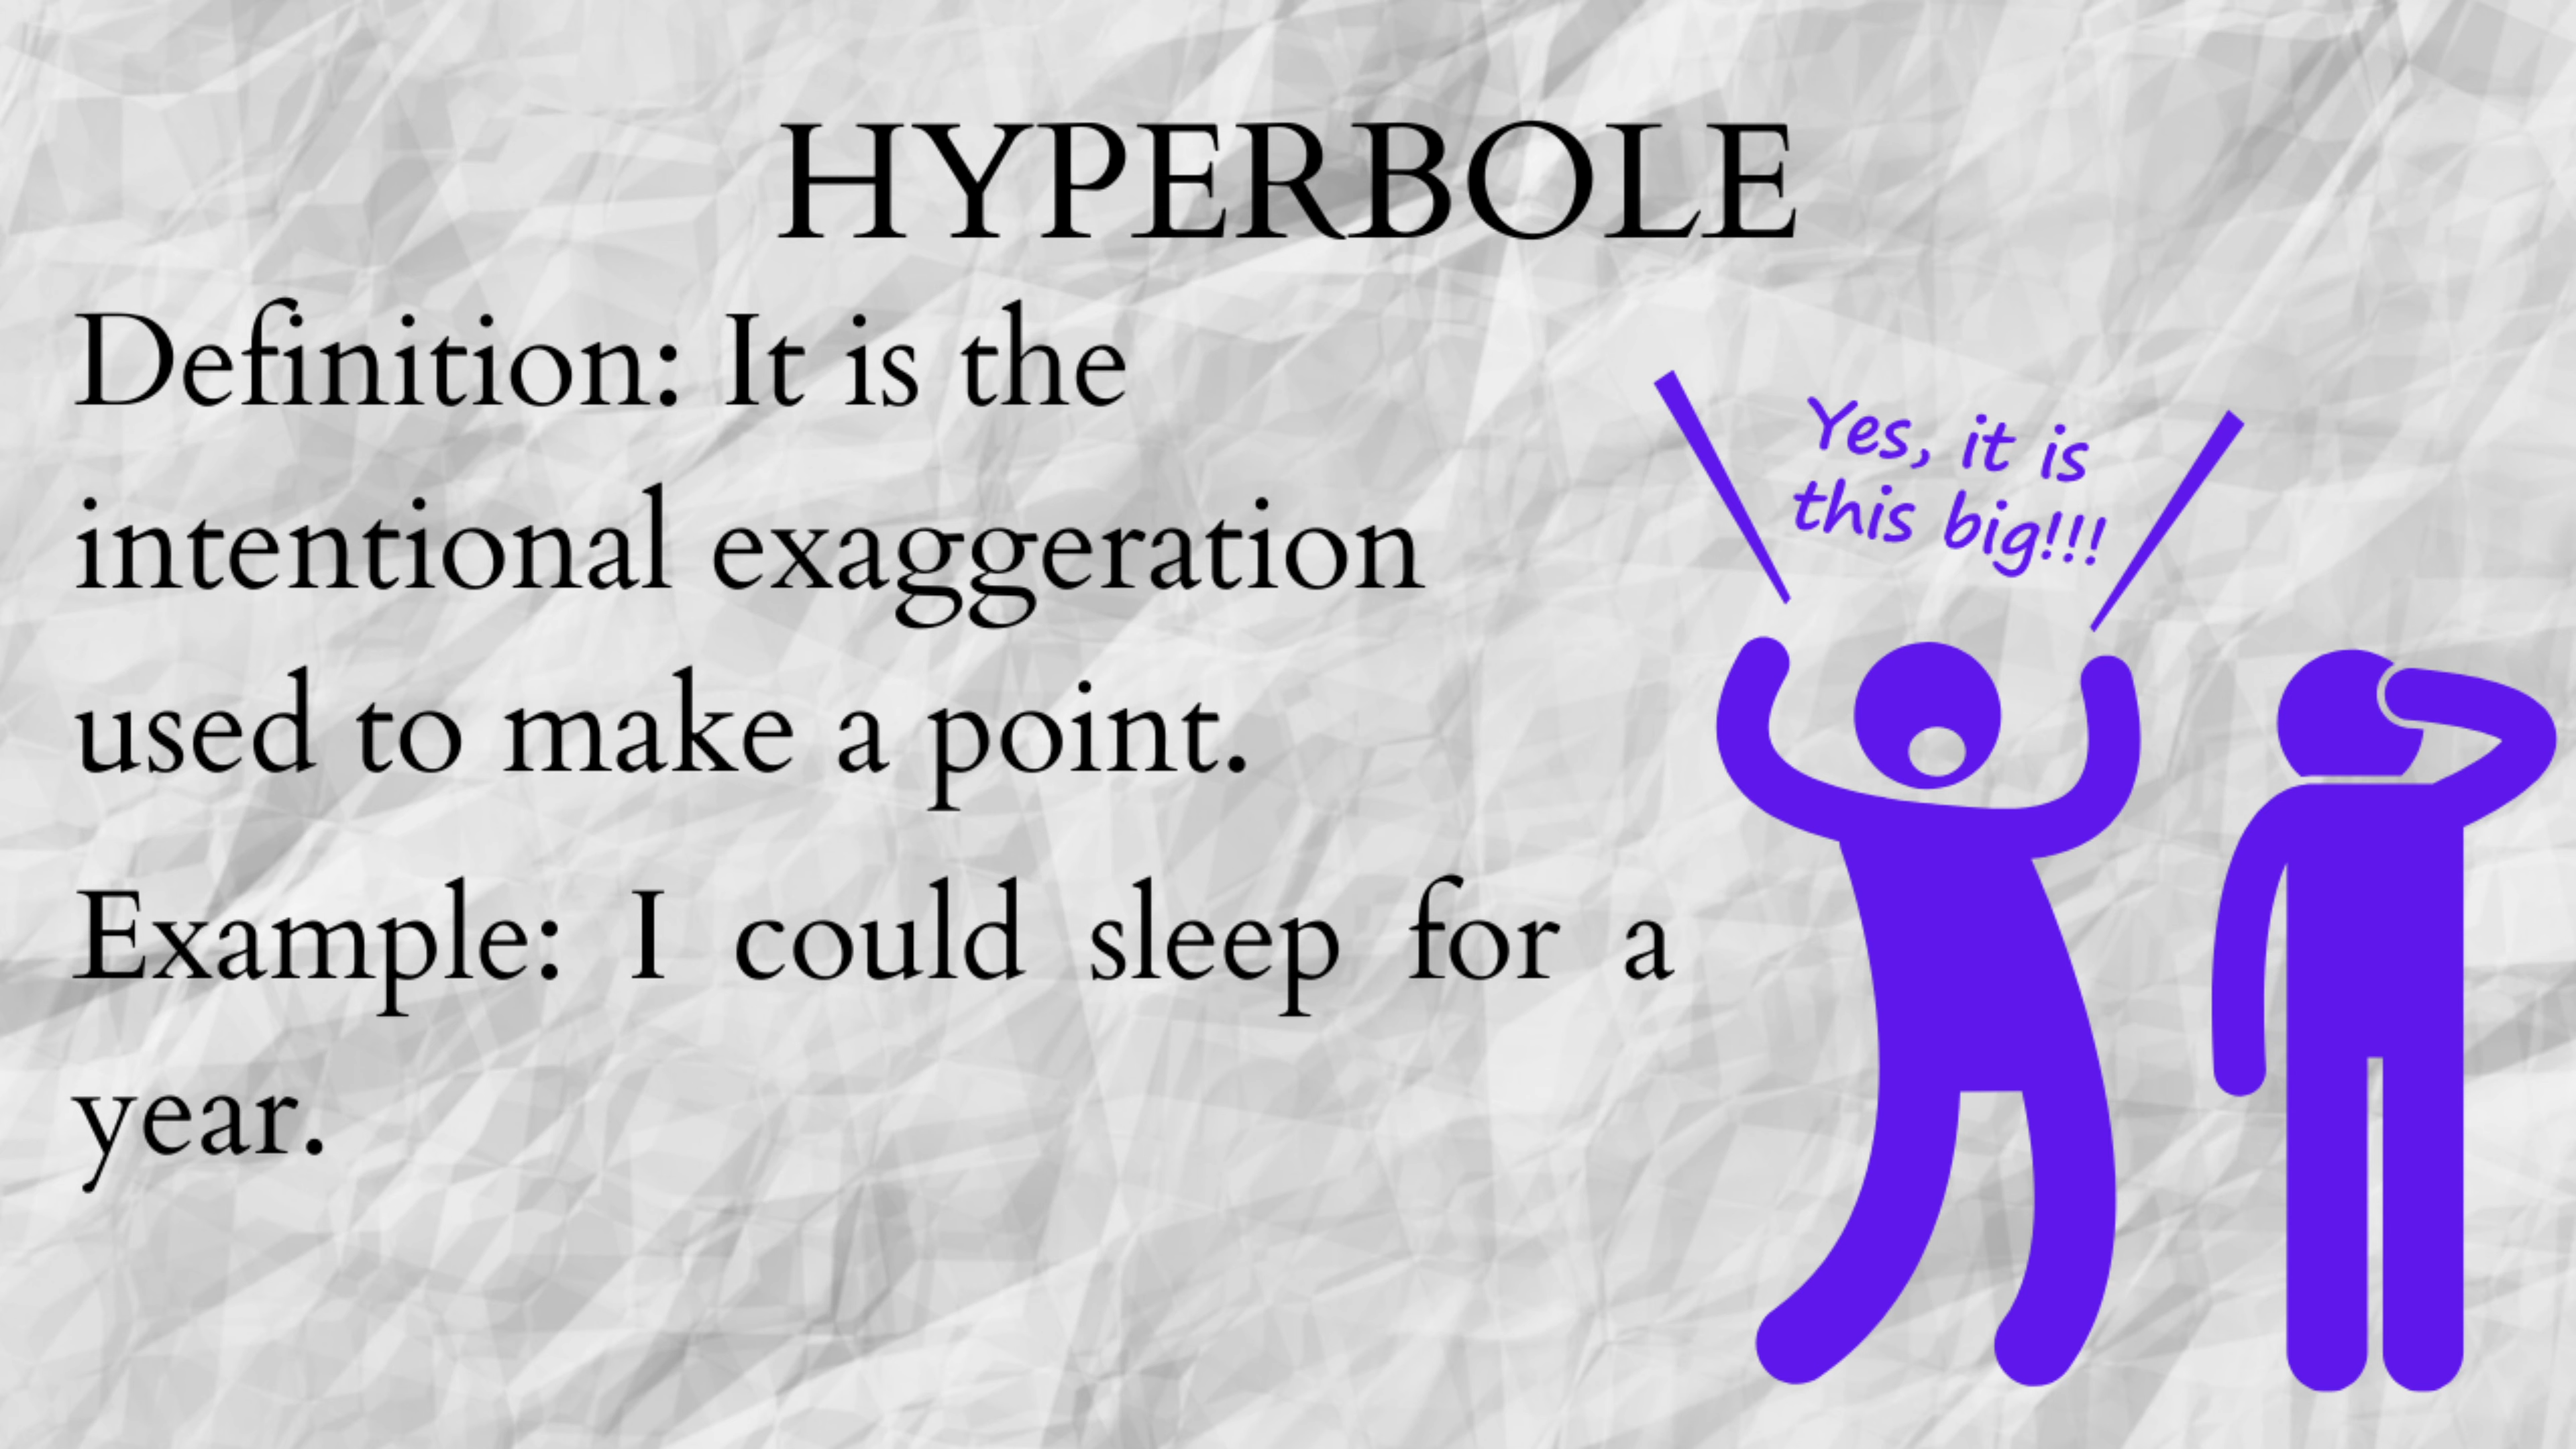 HYPERBOLE
Definition: It is the
intentional exaggeration
used to make a point.
Example: I could sleep for a
year.
Yes, it is
this big!!!